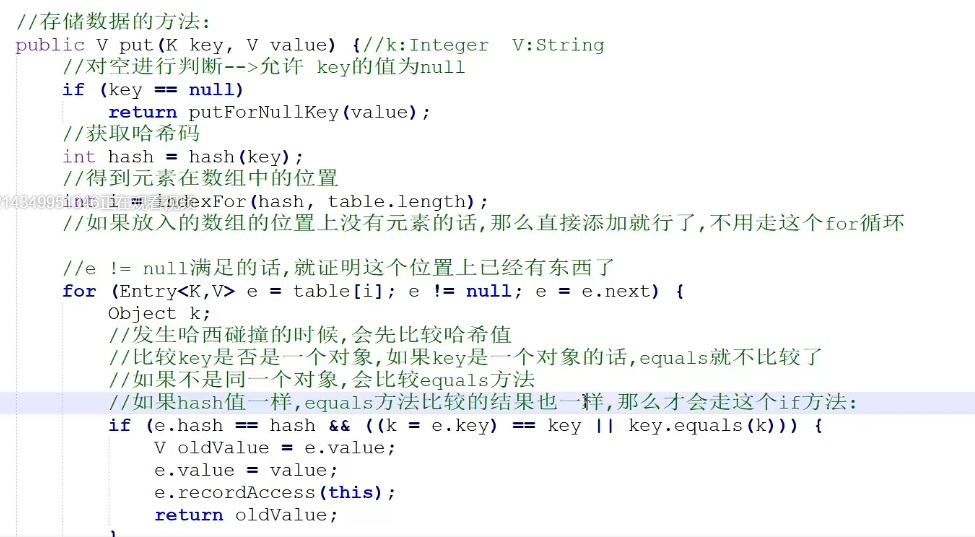 //存储数据的方法:
public V put(K key, V value) {//k:Integer  V:String
//对空进行判断-->允许 key的值为null
if (key == null)
return putForNullKey(value);
//获取哈希码
int hash = hash(key);
//得到元素在数组中的位置
int i = indexFor(hash, table.length);
正在观看视频
//如果放入的数组的位置上没有元素的话,那么直接添加就行了,不用走这个for循环
//e != null满足的话,就证明这个位置上已经有东西了
for (Entry<K,V> e = table[i]; e != null; e = e.next) {
Object k;
//发生哈西碰撞的时候,会先比较哈希值
//比较key是否是一个对象,如果key是一个对象的话,equals就不比较了
//如果不是同一个对象,会比较equals方法
//如果hash值一样,equals方法比较的结果也一样,那么才会走这个if方法:
if (e.hash == hash && ((k = e.key) == key || key.equals(k))) {
V oldValue = e.value;
e.value = value;
e.recordAccess(this);
return oldValue;